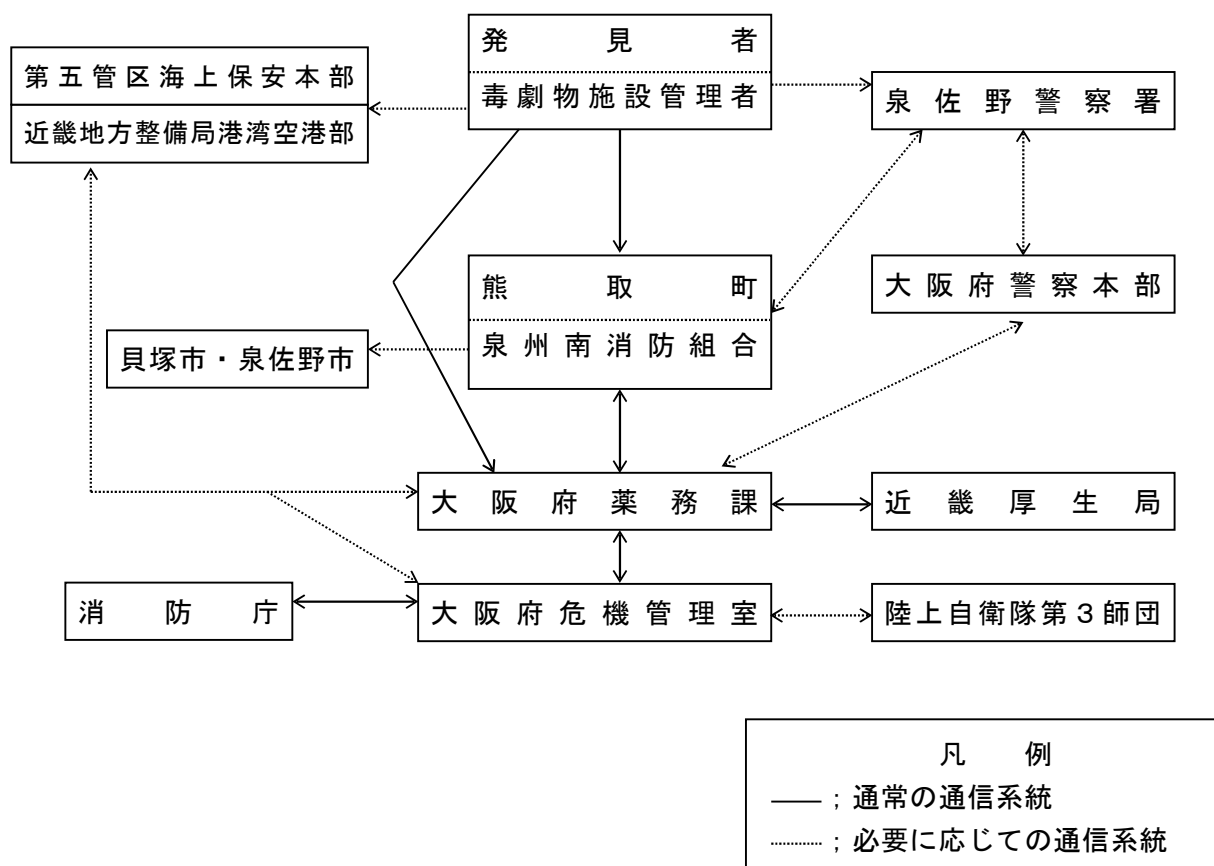 発見者
毒劇物施設管理者
第五管区海上保安本部
近畿地方整備局港湾空港部
泉佐野警察署
熊取町
泉州南消防組合
大阪府警察本部
貝塚市・泉佐野市
大阪府薬務課
近畿厚生局
消防庁
大阪府危機管理室
陸上自衛隊第３師団
凡例
；通常の通信系統
；必要に応じての通信系統